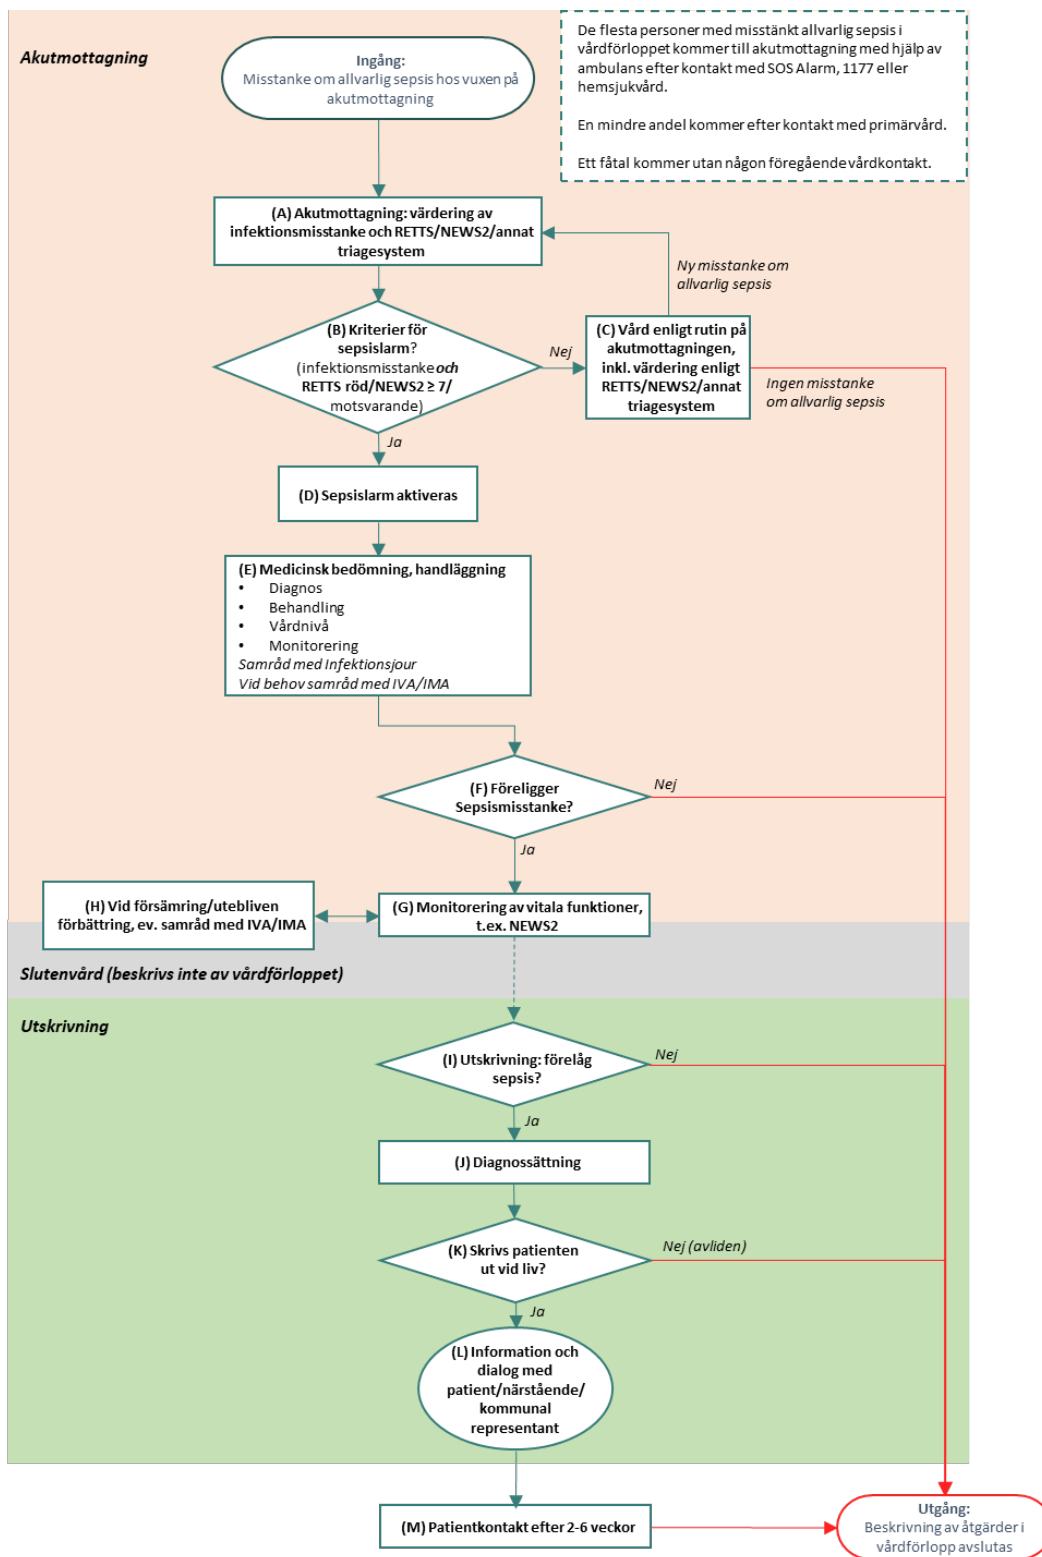 Akutmottagning
Ingång:
Misstanke om allvarlig sepsis hos vuxen på
akutmottagning
De flesta personer med misstänkt allvarlig sepsis i
vårdförloppet kommer till akutmottagning med hjälp av
ambulans efter kontakt med SOS Alarm, 1177 eller
hemsjukvård.
En mindre andel kommer efter kontakt med primärvård.
Ett fåtal kommer utan någon föregående vårdkontakt.
(A) Akutmottagning: värdering av
infektionsmisstanke och RETTS/NEWS2/annat
triagesystem
Ny misstanke om
allvarlig sepsis
(B) Kriterier för
sepsislarm?
(infektionsmisstanke och
RETTS röd/NEWS2 ≥ 7/
motsvarande)
Nej
(C) Vård enligt rutin på
akutmottagningen,
inkl. värdering enligt
RETTS/NEWS2/annat
triagesystem
Ingen misstanke
om allvarlig sepsis
Ja
(D) Sepsislarm aktiveras
(E) Medicinsk bedömning, handläggning
• Diagnos
• Behandling
• Vårdnivå
• Monitorering
Samråd med Infektionsjour
Vid behov samråd med IVA/IMA
(F) Föreligger
Sepsismisstanke?
Nej
Ja
(H) Vid försämring/utebliven
förbättring, ev. samråd med IVA/IMA
(G) Monitorering av vitala funktioner,
t.ex. NEWS2
Slutenvård (beskrivs inte av vårdförloppet)
Utskrivning
(I) Utskrivning: förelåg
sepsis?
Nej
Ja
(J) Diagnossättning
(K) Skrivs patienten
ut vid liv?
Nej (avliden)
Ja
(L) Information och
dialog med
patient/närstående/
kommunal
representant
(M) Patientkontakt efter 2-6 veckor
Utgång:
Beskrivning av åtgärder i
vårdförlopp avslutas